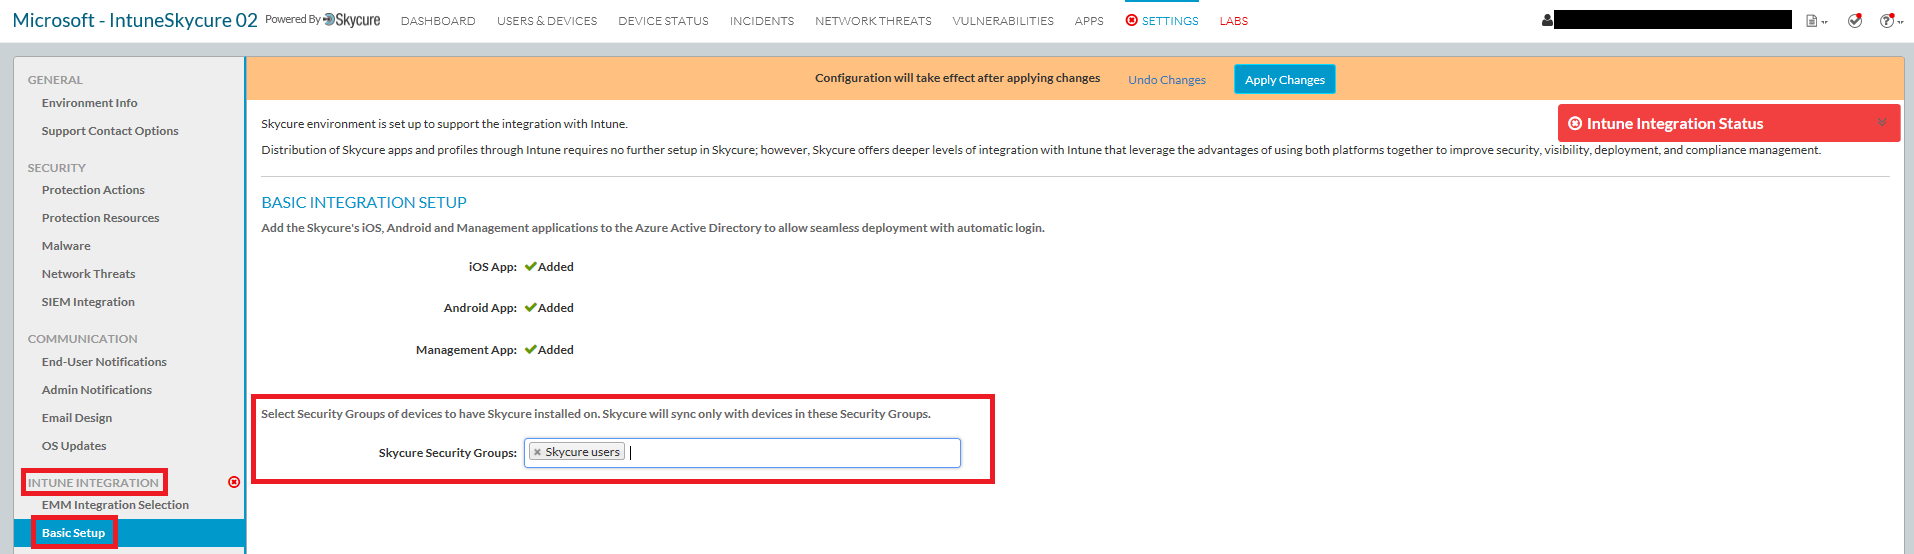 Microsoft - IntuneSkycure 02 Powered By Skycure DASHBOARD USERS & DEVICES DEVICE STATUS INCIDENTS NETWORK THREATS VULNERABILITIES APPS SETTINGS LABS
GENERAL
Environment Info
Support Contact Options
SECURITY
Protection Actions
Protection Resources
Malware
Network Threats
SIEM Integration
COMMUNICATION
End-User Notifications
Admin Notifications
Email Design
OS Updates
INTUNE INTEGRATION
EMM Integration Selection
Basic Setup
Configuration will take effect after applying changes Undo Changes Apply Changes
Intune Integration Status
Skycure environment is set up to support the integration with Intune.
Distribution of Skycure apps and profiles through Intune requires no further setup in Skycure; however, Skycure offers deeper levels of integration with Intune that leverage the advantages of using both platforms together to improve security, visibility, deployment, and compliance management.
BASIC INTEGRATION SETUP
Add the Skycure's iOS, Android and Management applications to the Azure Active Directory to allow seamless deployment with automatic login.
iOS App: Added
Android App: Added
Management App: Added
Select Security Groups of devices to have Skycure installed on. Skycure will sync only with devices in these Security Groups.
Skycure Security Groups: Skycure users